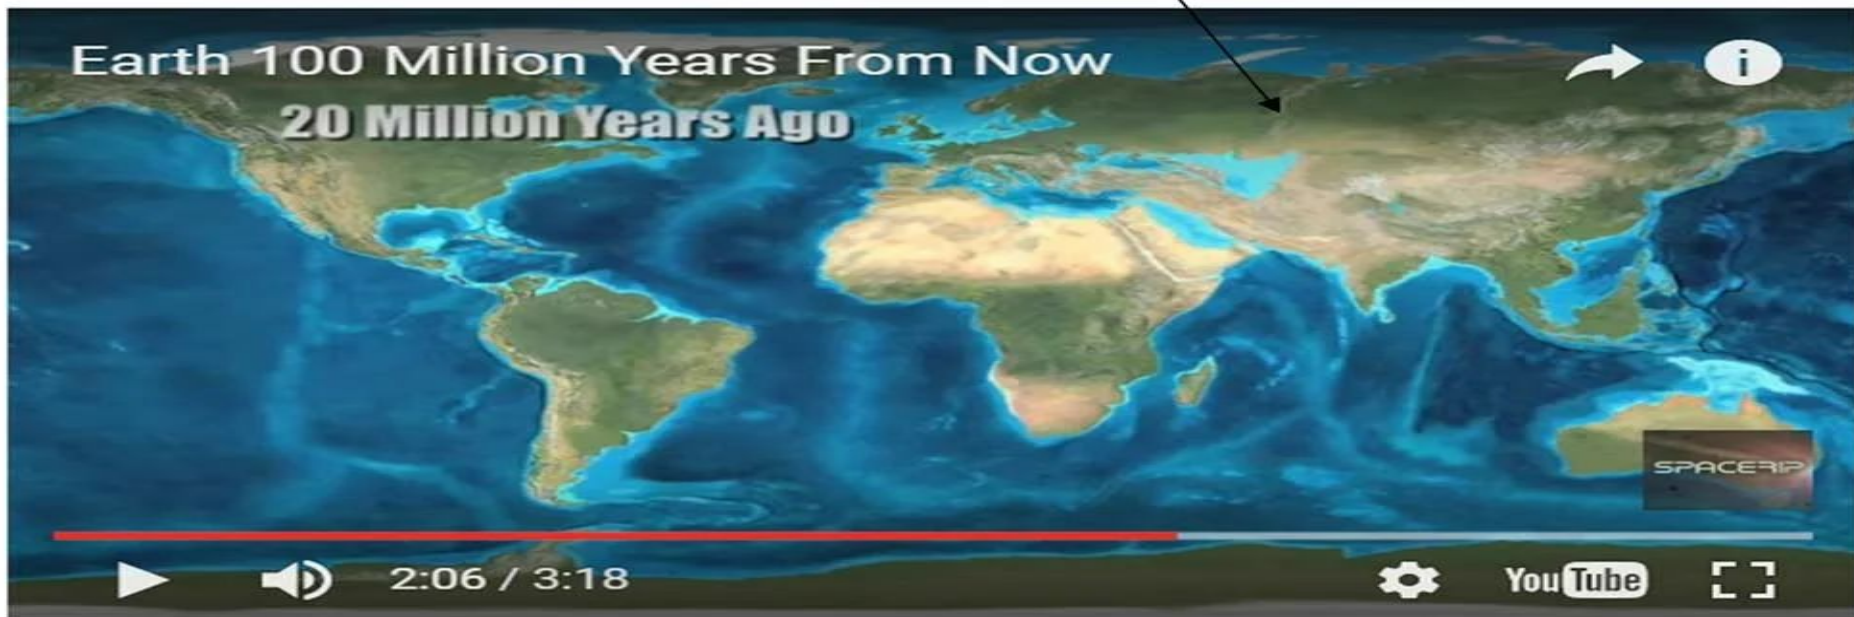 Earth 100 Million Years From Now
20 Million Years Ago
SPACERIP
2:06 / 3:18
YouTube